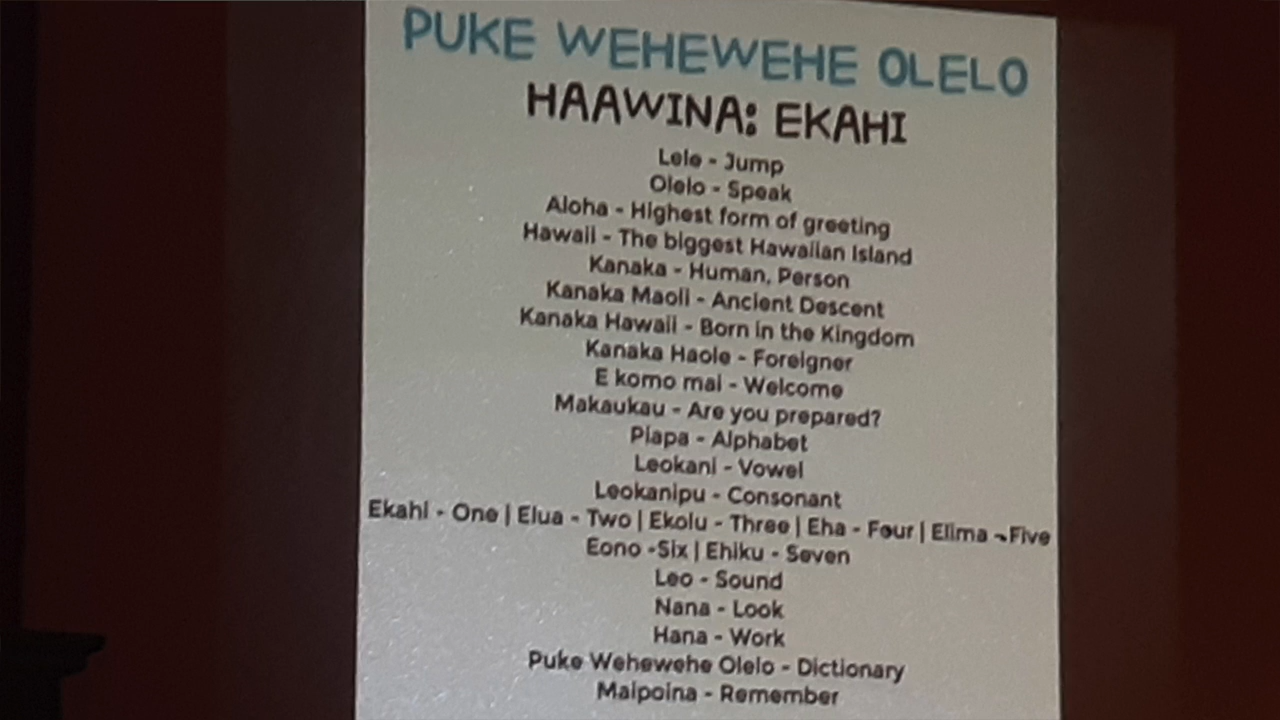 PUKE WEHEWEHE OLELO
HAAWINA: EKAHI
Lele - Jump
Olelo - Speak
Aloha - Highest form of greeting
Hawaii - The biggest Hawaiian Island
Kanaka - Human, Person
Kanaka Maoli - Ancient Descent
Kanaka Hawaii - Born in the Kingdom
Kanaka Haole - Foreigner
E komo mai - Welcome
Makaukau - Are you prepared?
Piapa - Alphabet
Leokani - Vowel
Leokanipu - Consonant
Ekahi - One | Elua - Two | Ekolu - Three | Eha - Four | Elima - Five
Eono -Six | Ehiku - Seven
Leo - Sound
Nana - Look
Hana - Work
Puke Wehewehe Olelo - Dictionary
Maipoina - Remember